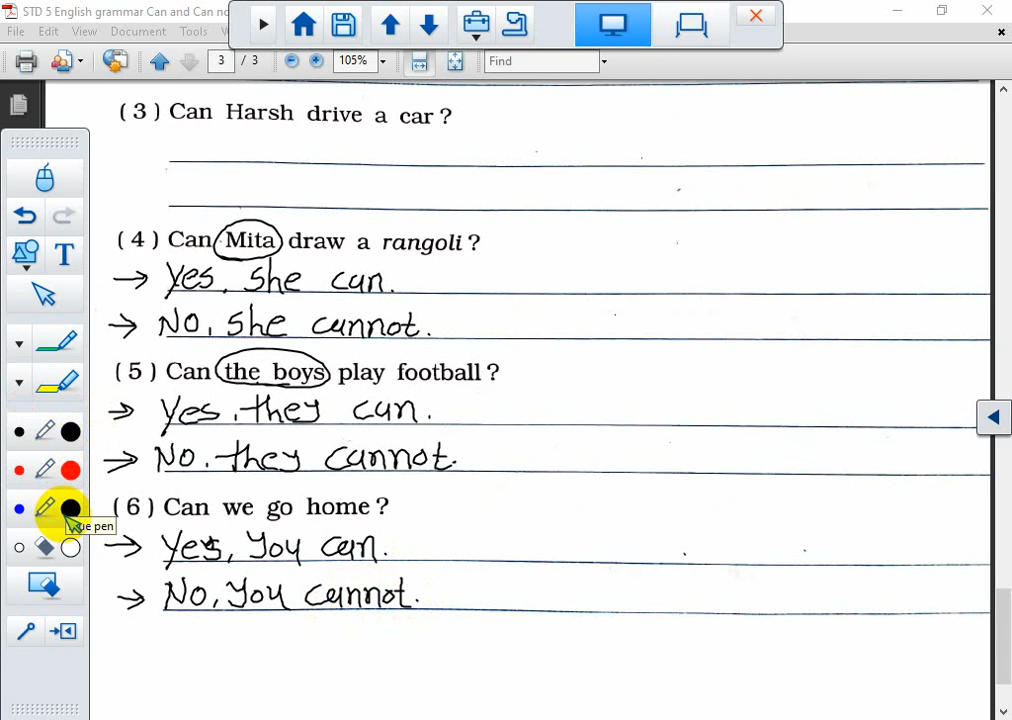 STD 5 English grammar Can and Can no
File Edit View Document Tools
3 / 3 105% Find
(3) Can Harsh drive a car?
(4) Can Mita draw a rangoli?
→ Yes, she can.
→ No, she cannot.
(5) Can the boys play football?
→ Yes, they can.
→ No, they cannot.
(6) Can we go home?
→ Yes, You can.
→ No, You cannot.
T
ue pen